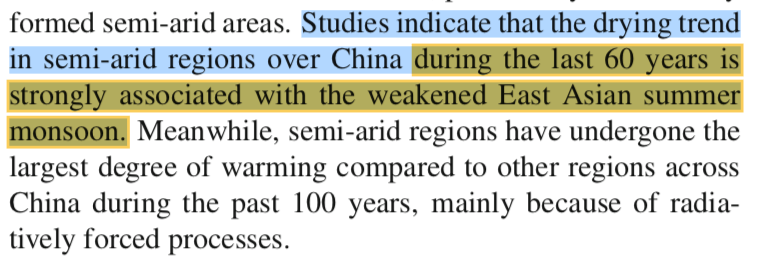 formed semi-arid areas. Studies indicate that the drying trend
in semi-arid regions over China during the last 60 years is
strongly associated with the weakened East Asian summer
monsoon. Meanwhile, semi-arid regions have undergone the
largest degree of warming compared to other regions across
China during the past 100 years, mainly because of radia-
tively forced processes.